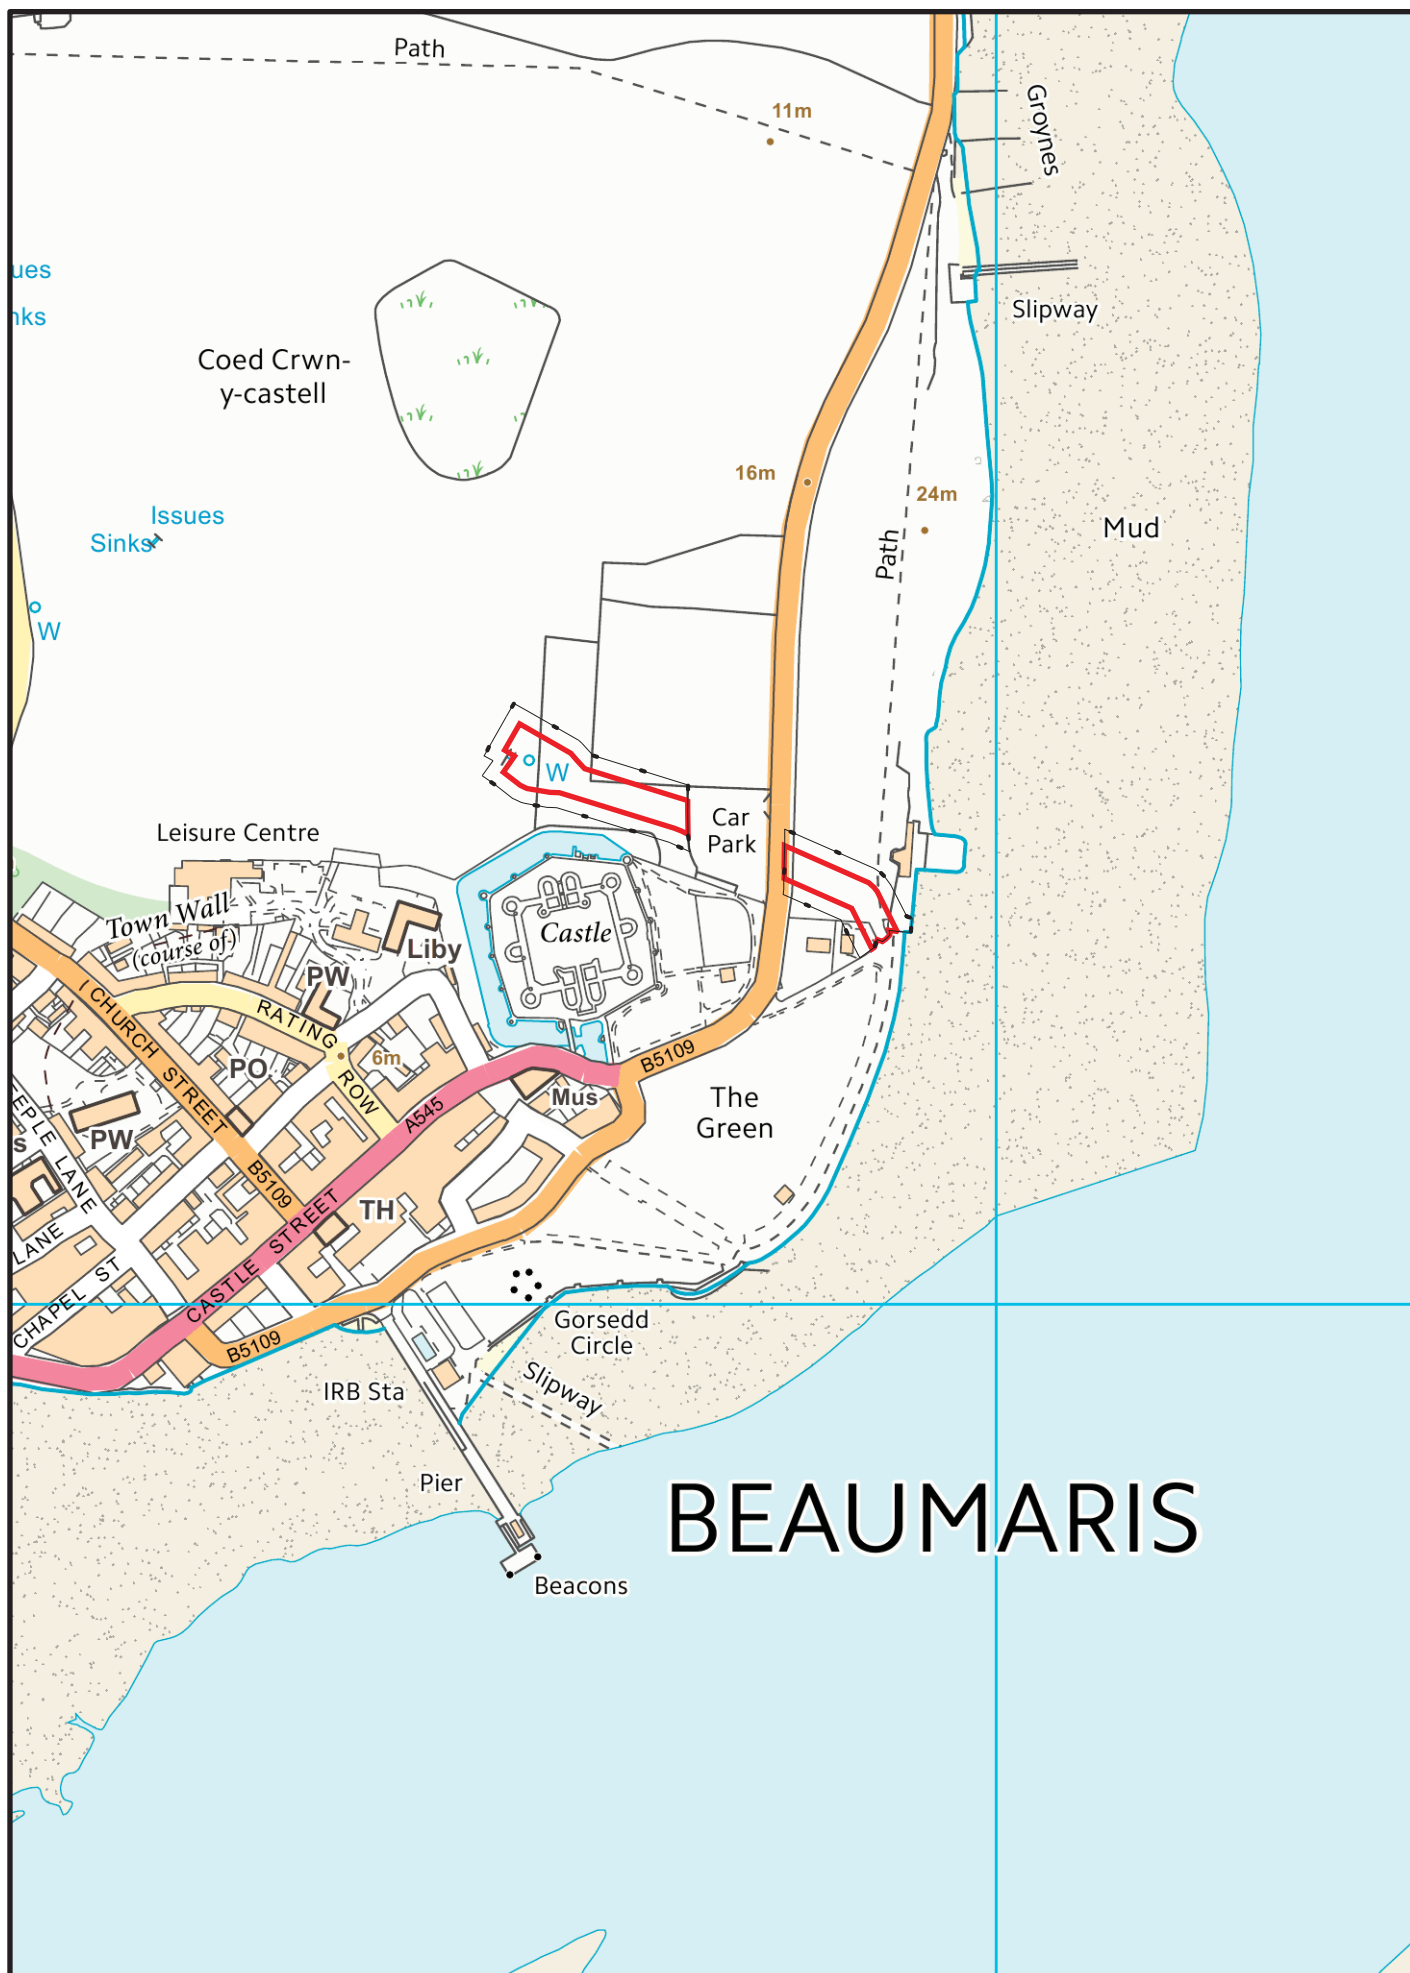 Path
11m
Groynes
ues
nks
Slipway
Coed Crwn-
y-castell
16m
24m
Issues
Sinks
Path
Mud
W
W
Car
Park
Leisure Centre
Town Wall
(course of)
Castle
Liby
PW
RATING
ROW
CHURCH STREET
PO
6m
B5109
Mus
The
Green
A545
EPLE LANE
PW
s
B5109
TH
CASTLE STREET
LANE
CHAPEL ST
B5109
Gorsedd
Circle
IRB Sta
Slipway
Pier
BEAUMARIS
Beacons